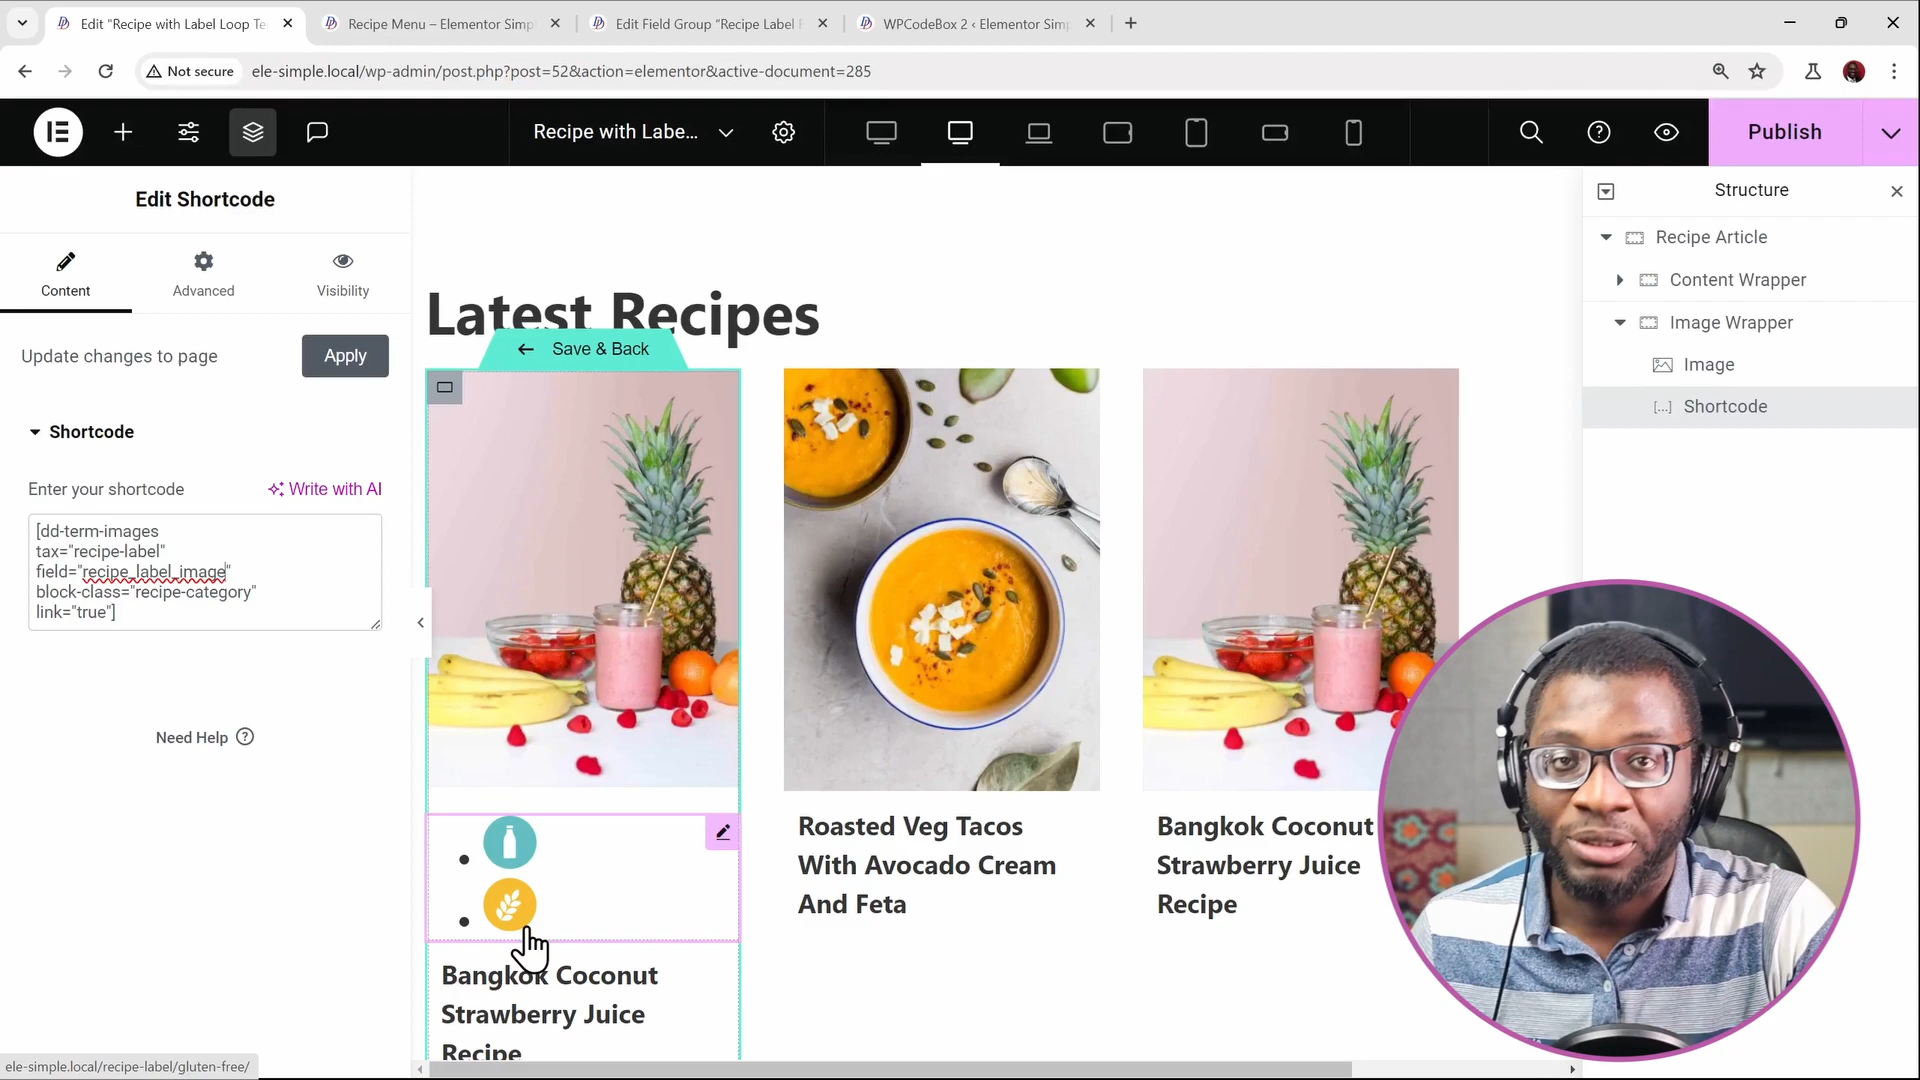 Edit "Recipe with Label Loop Te
Recipe Menu – Elementor Simp
Edit Field Group "Recipe Label F
WPCodeBox 2 ‹ Elementor Simp
Not secure
ele-simple.local/wp-admin/post.php?post=52&action=elementor&active-document=285
Recipe with Labe...
Publish
Edit Shortcode
Content
Advanced
Visibility
Update changes to page
Apply
Shortcode
Enter your shortcode
Write with AI
[dd-term-images
tax="recipe-label"
field="recipe_label_image"
block-class="recipe-category"
link="true"]
Need Help
Latest Recipes
Save & Back
Bangkok Coconut
Strawberry Juice
Recipe
Roasted Veg Tacos
With Avocado Cream
And Feta
Bangkok Coconut
Strawberry Juice
Recipe
Structure
Recipe Article
Content Wrapper
Image Wrapper
Image
Shortcode
ele-simple.local/recipe-label/gluten-free/